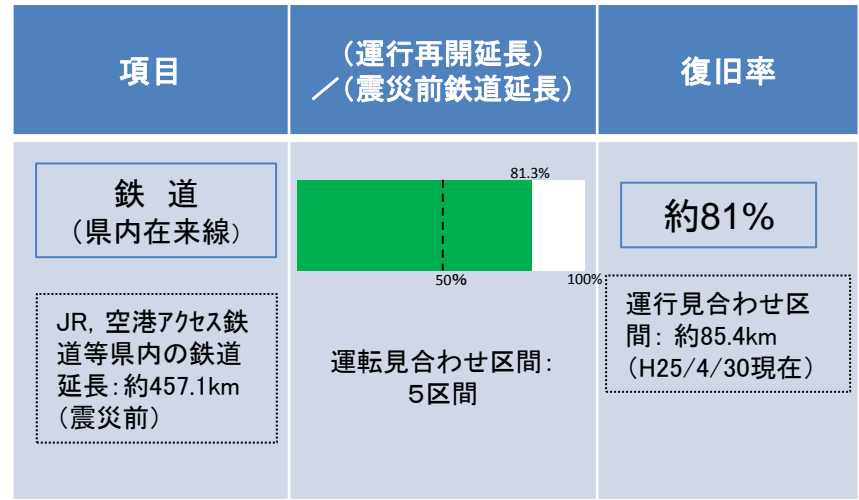 項目
（運行再開延長）
／（震災前鉄道延長）
復旧率
鉄　道
（県内在来線）
JR, 空港ｱｸｾｽ鉄
道等県内の鉄道
延長：約457.1km
（震災前）
81.3%
50%
100%
運転見合わせ区間：
５区間
約81%
運行見合わせ区
間： 約85.4km
（H25/4/30現在）